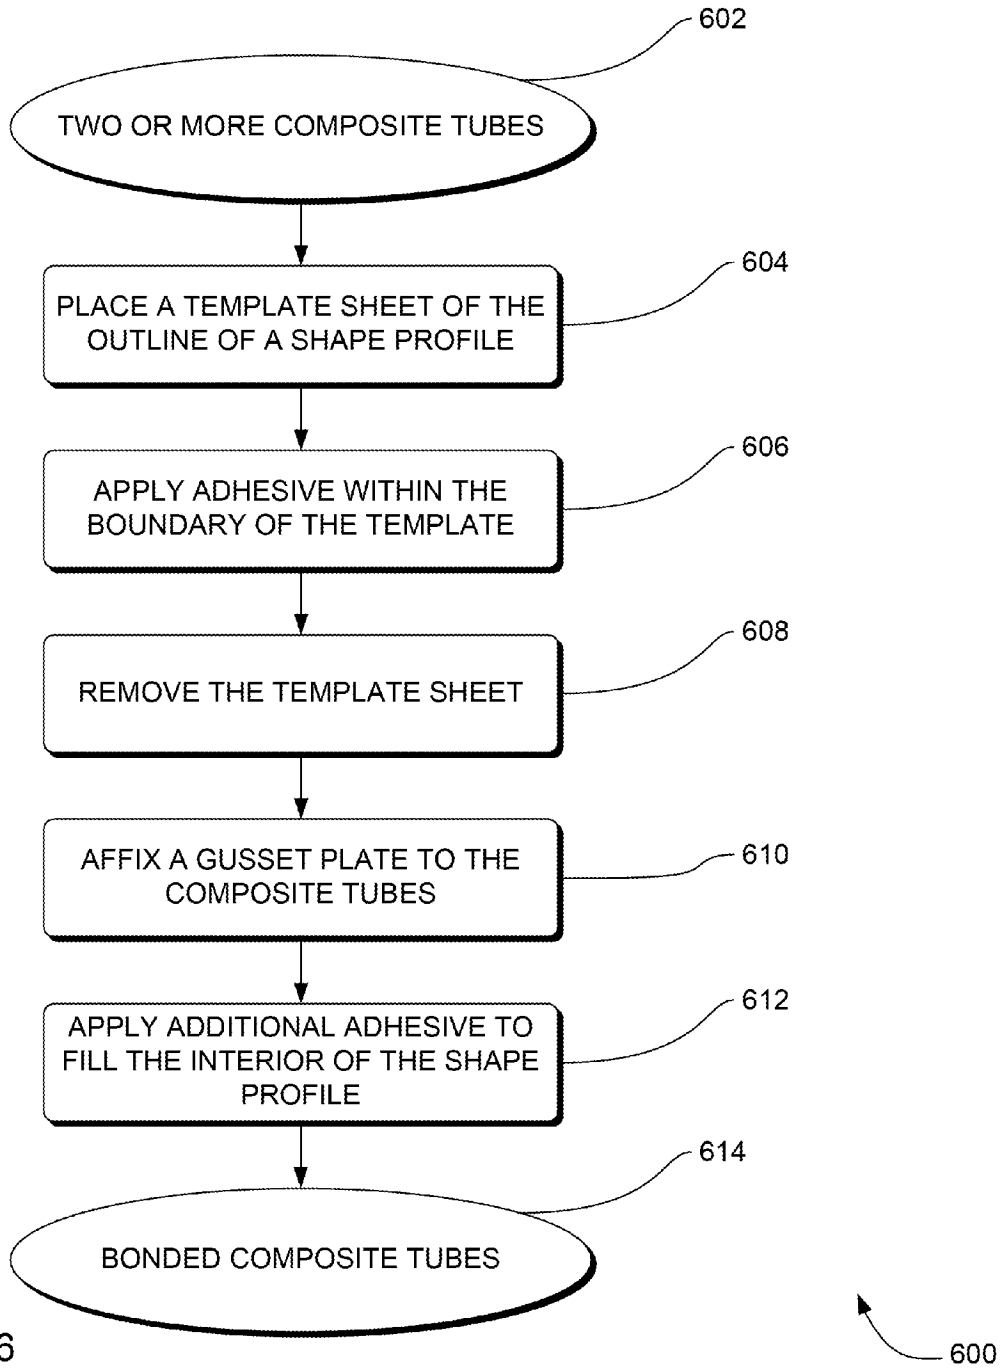 602
TWO OR MORE COMPOSITE TUBES
604
PLACE A TEMPLATE SHEET OF THE
OUTLINE OF A SHAPE PROFILE
606
APPLY ADHESIVE WITHIN THE
BOUNDARY OF THE TEMPLATE
608
REMOVE THE TEMPLATE SHEET
610
AFFIX A GUSSET PLATE TO THE
COMPOSITE TUBES
612
APPLY ADDITIONAL ADHESIVE TO
FILL THE INTERIOR OF THE SHAPE
PROFILE
614
BONDED COMPOSITE TUBES
6
600